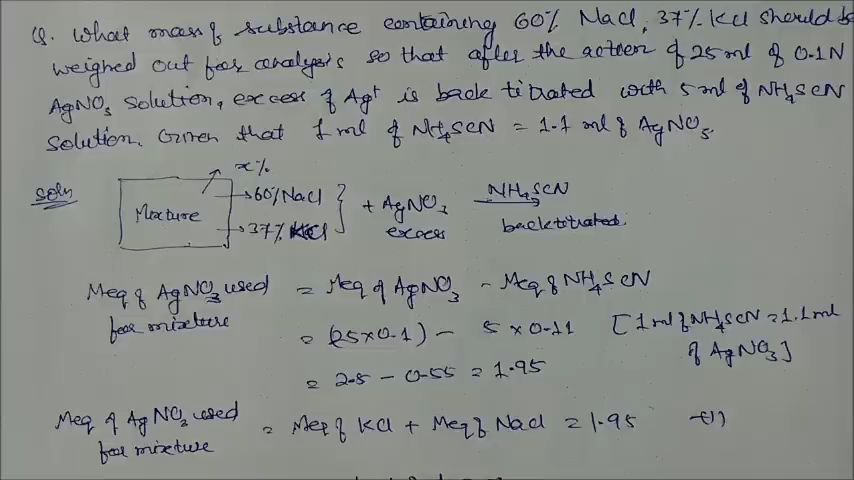 Q. What mass of substance containing 60% NaCl, 37% KCl should be
weighed out for analysis so that after the action of 25 ml of 0.1N
AgNO3 solution, excess of Ag+ is back titrated with 5 ml of NH4SCN
solution. Given that 1 ml of NH4SCN = 1.1 ml of AgNO3.
Soln
x%
Mixture
60% NaCl
37% KCl
+ AgNO3
excess
NH4SCN
backtitrated.
Meq of AgNO3 used
for mixture
= Meq of AgNO3 - Meq of NH4SCN
= (25×0.1) - 5 × 0.11 [1 ml of NH4SCN = 1.1 ml
of AgNO3]
= 2.5 - 0.55 = 1.95
Meq of AgNO3 used
for mixture
= Meq of KCl + Meq of NaCl = 1.95 -(1)